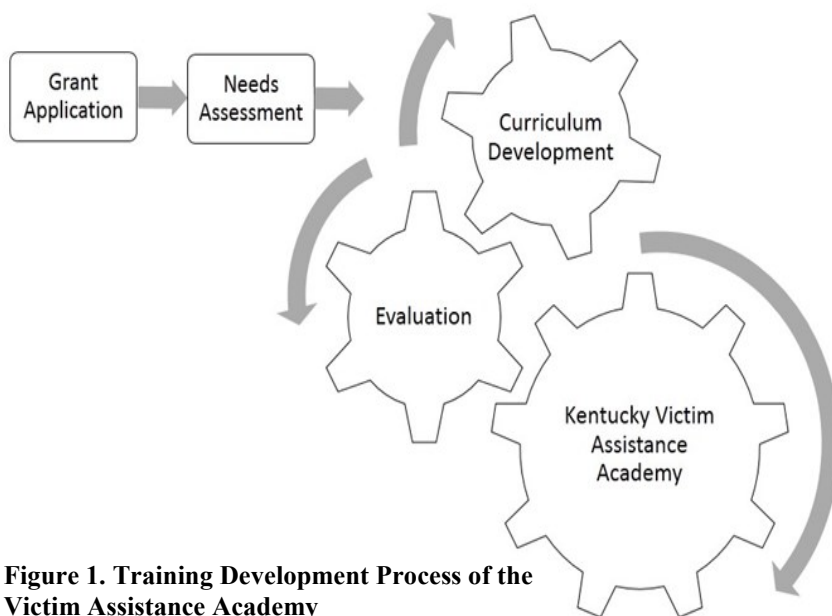 Grant
Application
Needs
Assessment
Curriculum
Development
Evaluation
Kentucky Victim
Assistance
Academy
Figure 1. Training Development Process of the
Victim Assistance Academy